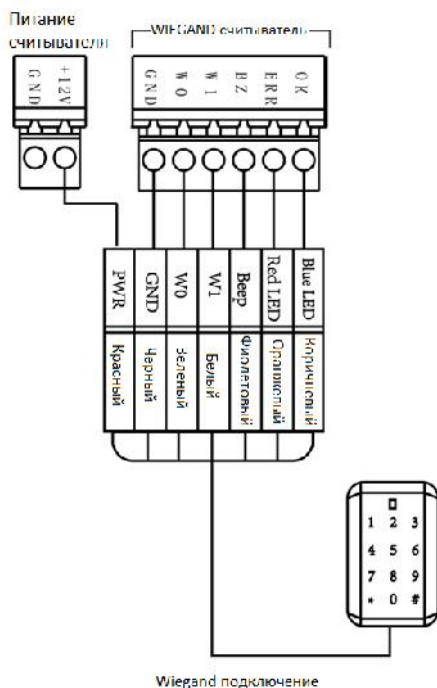 Питание
считывателя
WIEGAND считыватель
GND
+12V
GND
W0
W1
BZ
ERR
OK
PWR
GND
W0
W1
Beep
Red LED
Blue LED
Красный
Черный
Зеленый
Белый
Фиолетовый
Оранжевый
Коричневый
1 2 3
4 5 6
7 8 9
* 0 #
Wiegand подключение